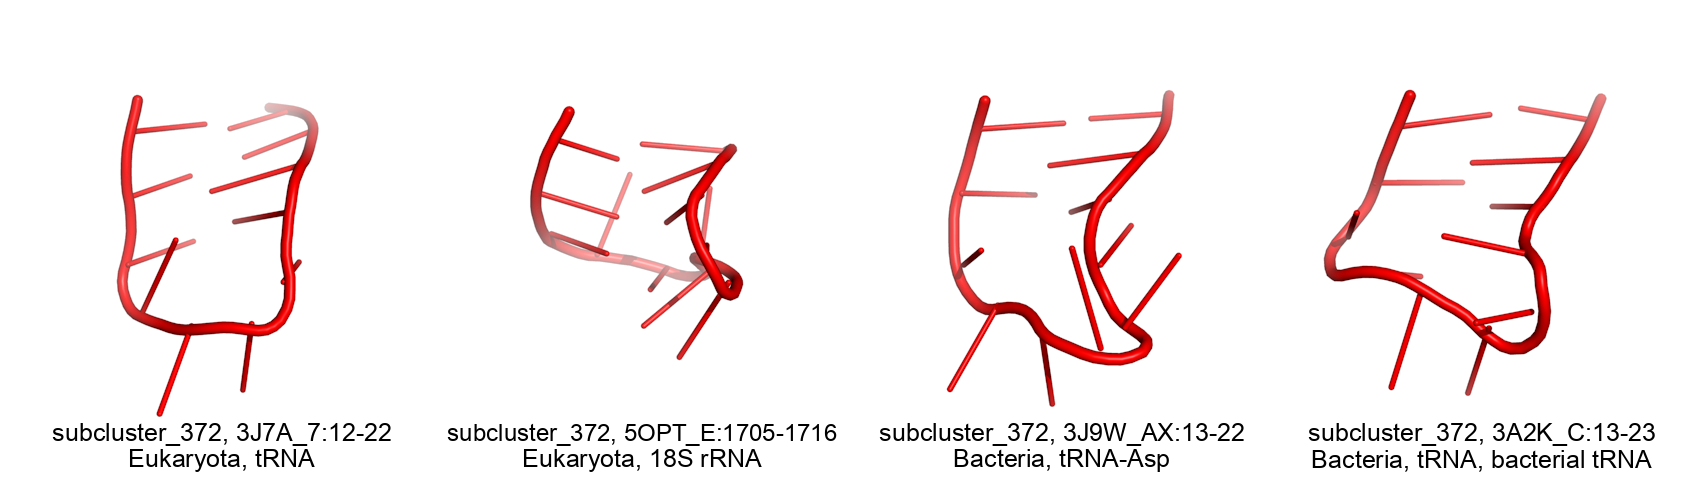 subcluster_372, 3J7A_7:12-22
Eukaryota, tRNA
subcluster_372, 5OPT_E:1705-1716
Eukaryota, 18S rRNA
subcluster_372, 3J9W_AX:13-22
Bacteria, tRNA-Asp
subcluster_372, 3A2K_C:13-23
Bacteria, tRNA, bacterial tRNA